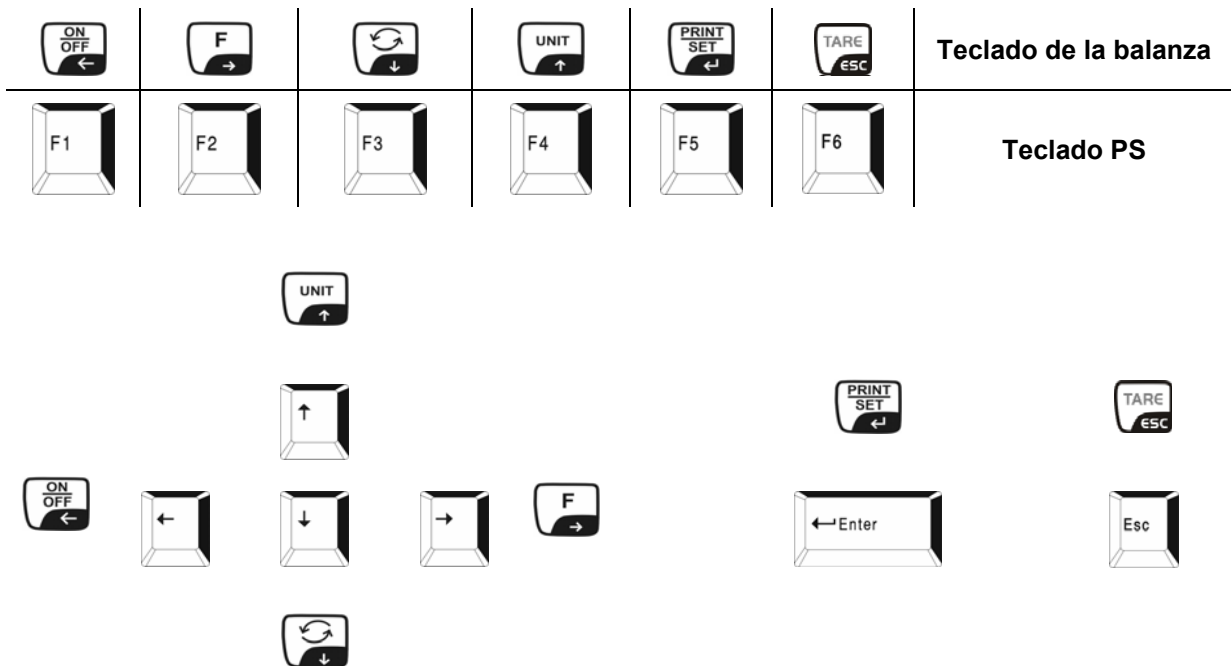 ON
OFF
←
F
→
↓
UNIT
↑
PRINT
SET
↵
TARE
ESC
Teclado de la balanza
F1
F2
F3
F4
F5
F6
Teclado PS
UNIT
↑
↑
PRINT
SET
↵
TARE
ESC
ON
OFF
←
←
↓
→
F
→
↵ Enter
Esc
↓